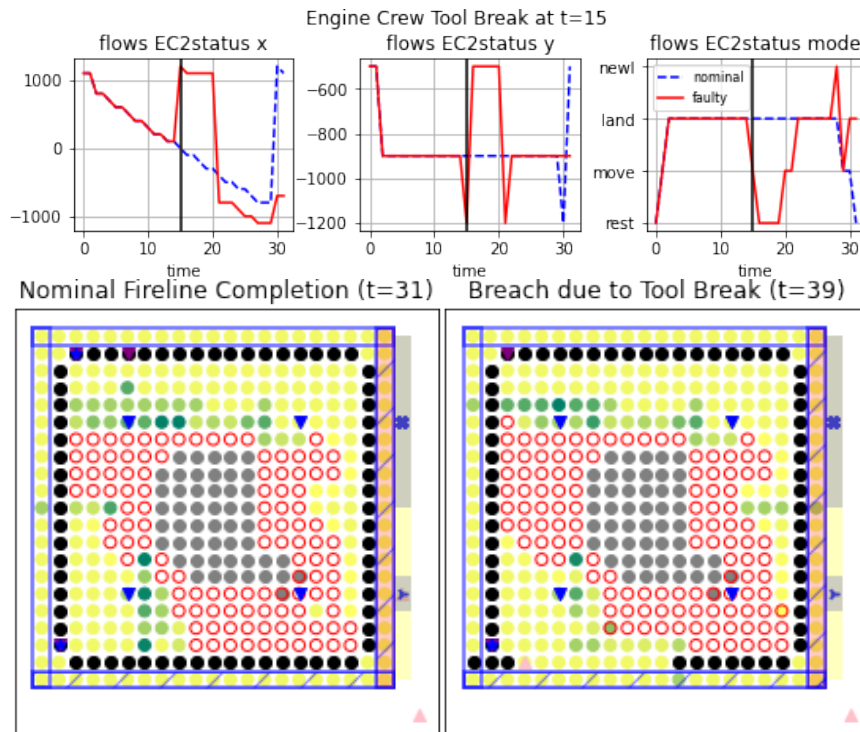 Engine Crew Tool Break at t=15
flows EC2status x
flows EC2status y
flows EC2status mode
1000
0
−1000
0
10
20
30
time
−600
−800
−1000
−1200
0
10
20
30
time
newl
land
move
rest
nominal
faulty
0
10
20
30
time
Nominal Fireline Completion (t=31)
Breach due to Tool Break (t=39)